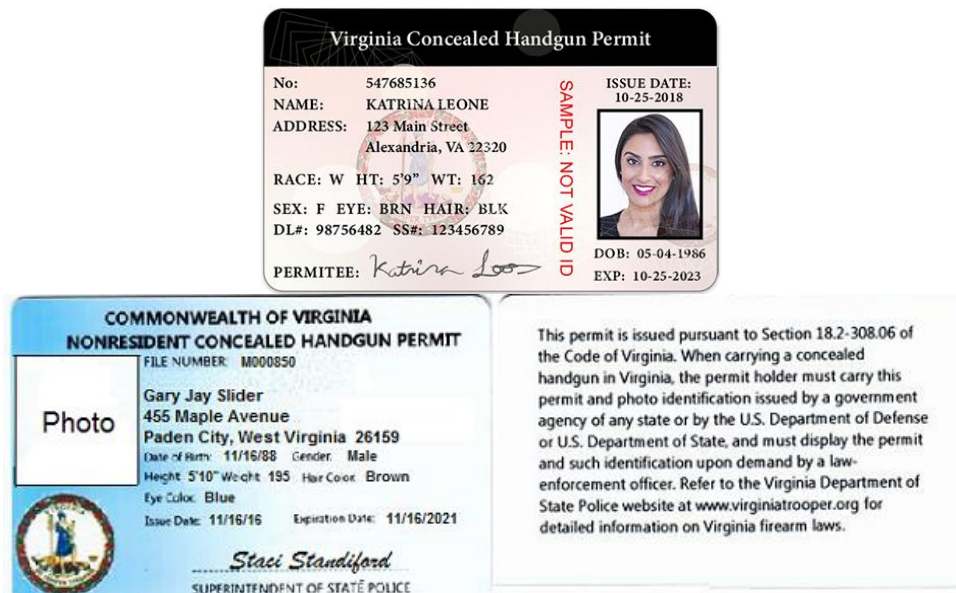 Virginia Concealed Handgun Permit
No: 547685136
NAME: KATRINA LEONE
ADDRESS: 123 Main Street
Alexandria, VA 22320
RACE: W HT: 5'9" WT: 162
SEX: F EYE: BRN HAIR: BLK
DL#: 98756482 SS#: 123456789
PERMITEE: Katrina
SAMPLE: NOT VALID ID
ISSUE DATE:
10-25-2018
DOB: 05-04-1986
EXP: 10-25-2023
COMMONWEALTH OF VIRGINIA
NONRESIDENT CONCEALED HANDGUN PERMIT
FILE NUMBER: M000850
Photo
Gary Jay Slider
455 Maple Avenue
Paden City, West Virginia 26159
Date of Birth: 11/16/88 Gender: Male
Height 5'10" Weight 195 Hair Color: Brown
Eye Color: Blue
Issue Date: 11/16/16 Expiration Date: 11/16/2021
Staci Standiford
SUPERINTENDENT OF STATE POLICE
This permit is issued pursuant to Section 18.2-308.06 of
the Code of Virginia. When carrying a concealed
handgun in Virginia, the permit holder must carry this
permit and photo identification issued by a government
agency of any state or by the U.S. Department of Defense
or U.S. Department of State, and must display the permit
and such identification upon demand by a law-
enforcement officer. Refer to the Virginia Department of
State Police website at www.virginiatrooper.org for
detailed information on Virginia firearm laws.